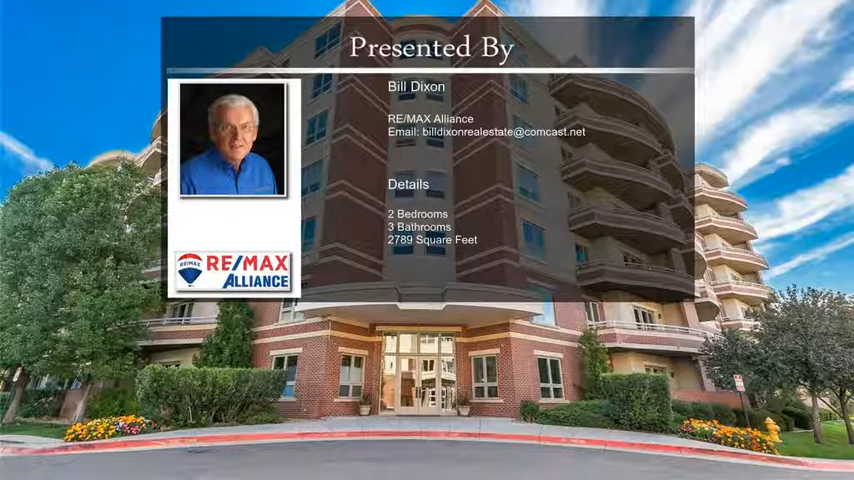 Presented By
Bill Dixon
RE/MAX Alliance
Email: billdixonrealestate@comcast.net
Details
2 Bedrooms
3 Bathrooms
2789 Square Feet
RE/MAX
RE/MAX
ALLIANCE